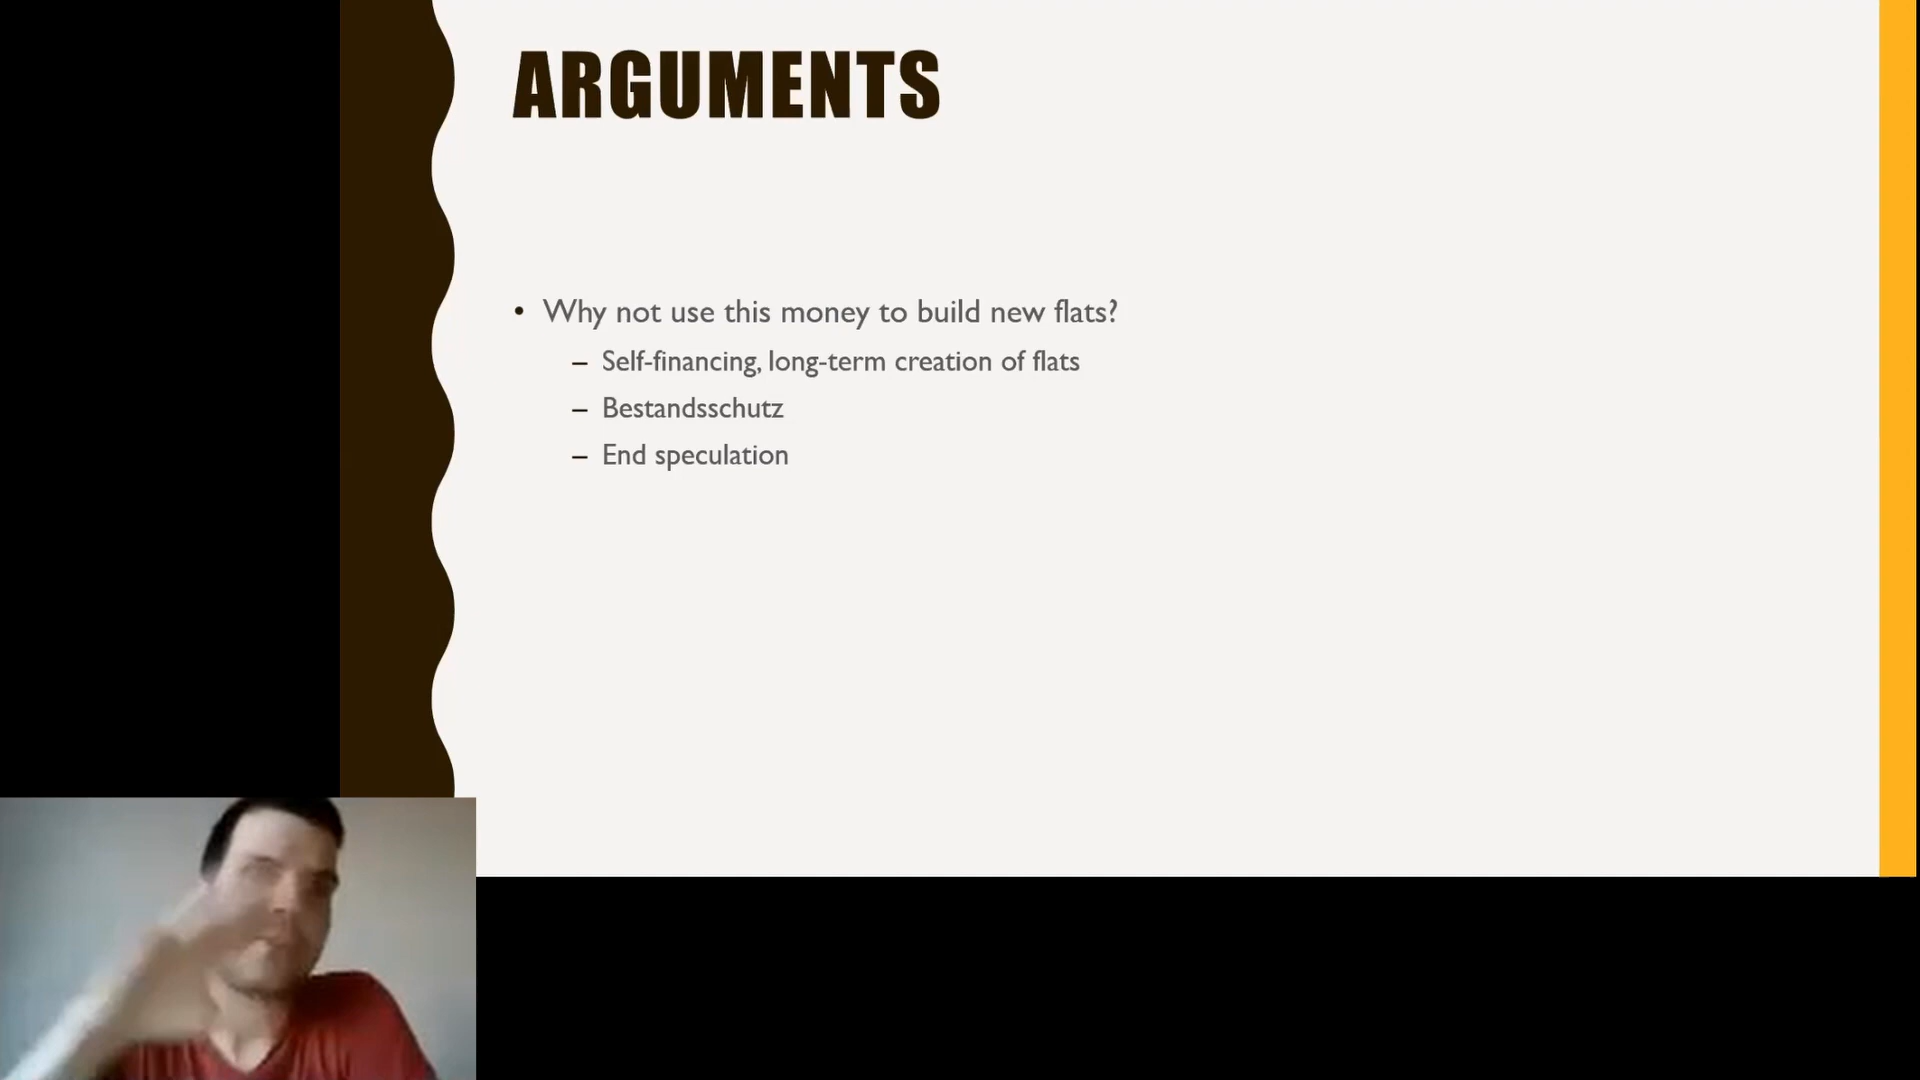 ARGUMENTS
• Why not use this money to build new flats?
– Self-financing, long-term creation of flats
– Bestandsschutz
– End speculation